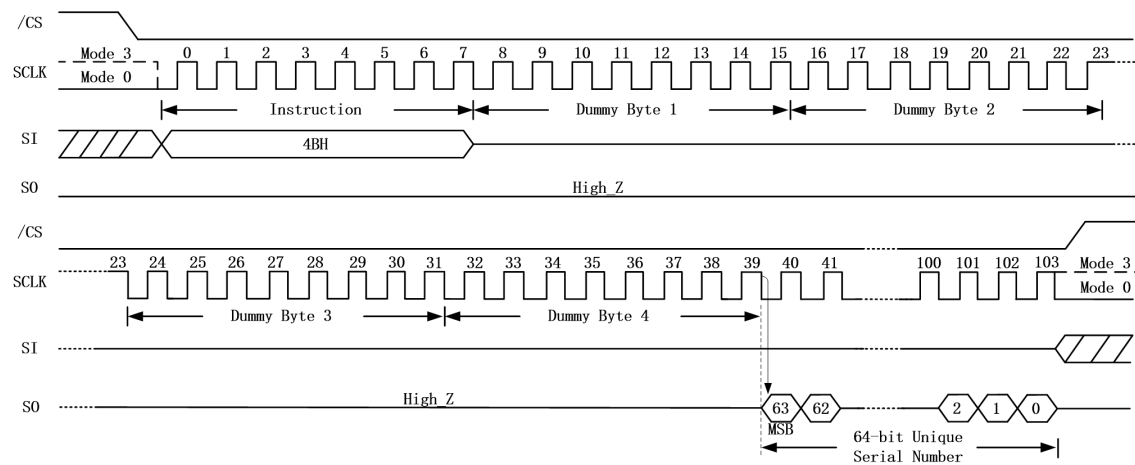 /CS
Mode 3 0 1 2 3 4 5 6 7 8 9 10 11 12 13 14 15 16 17 18 19 20 21 22 23
SCLK
Mode 0
Instruction Dummy Byte 1 Dummy Byte 2
SI
4BH
SO
High_Z
/CS
23 24 25 26 27 28 29 30 31 32 33 34 35 36 37 38 39 40 41 100 101 102 103 Mode 3
SCLK
Mode 0
Dummy Byte 3 Dummy Byte 4
SI
High_Z
SO
63 62 2 1 0
MSB
64-bit Unique
Serial Number